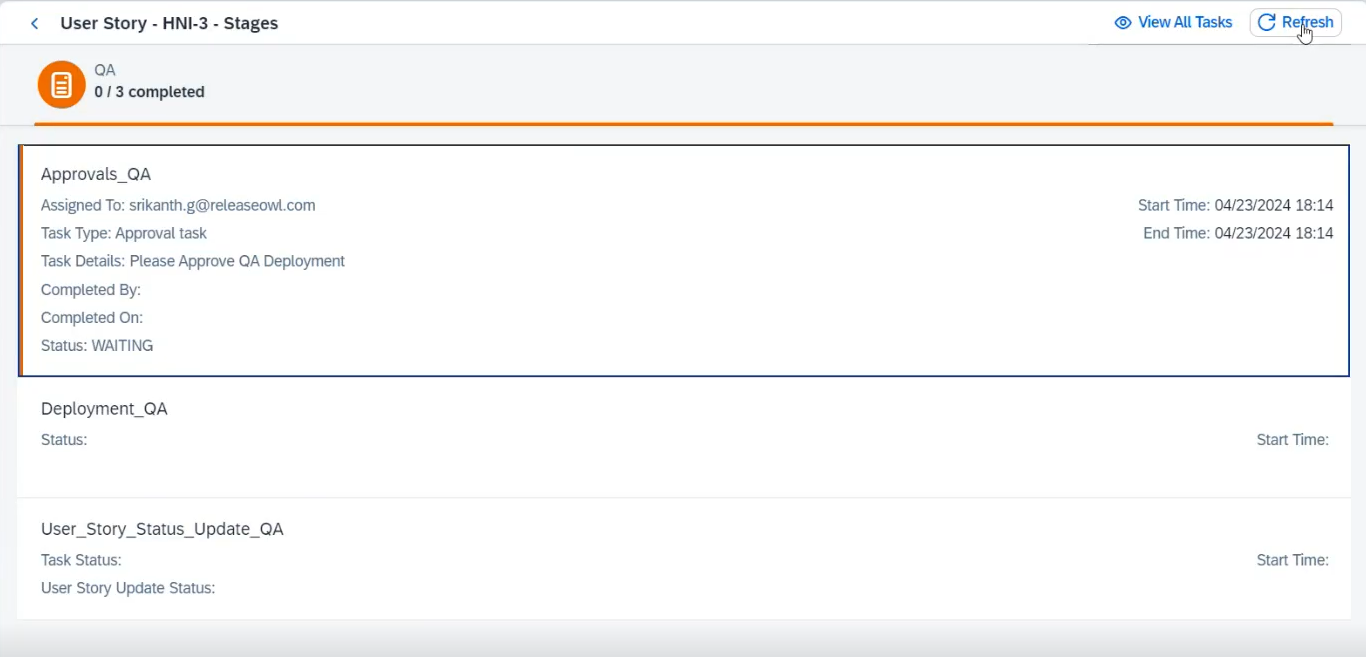 User Story - HNI-3 - Stages
View All Tasks
Refresh
QA
0 / 3 completed
Approvals_QA
Assigned To: srikanth.g@releaseowl.com
Start Time: 04/23/2024 18:14
Task Type: Approval task
End Time: 04/23/2024 18:14
Task Details: Please Approve QA Deployment
Completed By:
Completed On:
Status: WAITING
Deployment_QA
Status:
Start Time:
User_Story_Status_Update_QA
Task Status:
Start Time:
User Story Update Status: